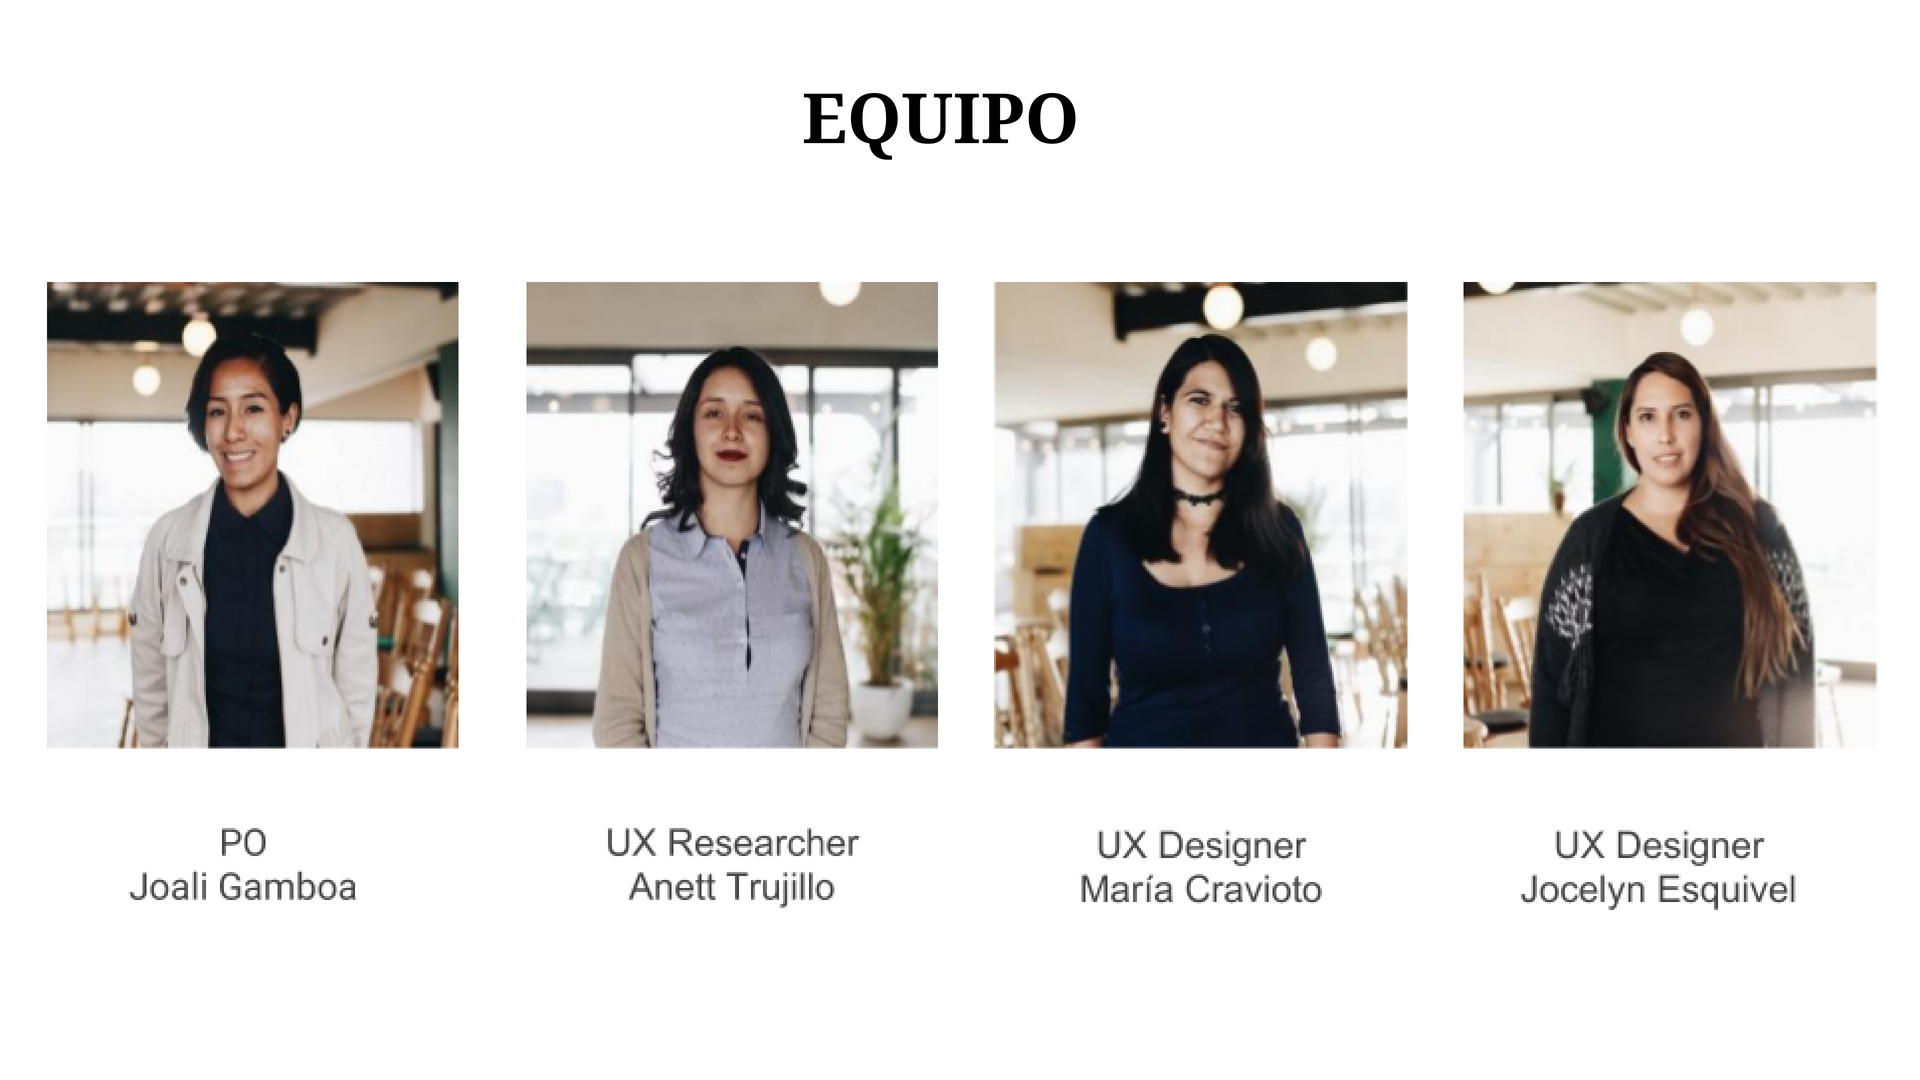 EQUIPO
PO
Joali Gamboa
UX Researcher
Anett Trujillo
UX Designer
María Cravioto
UX Designer
Jocelyn Esquivel